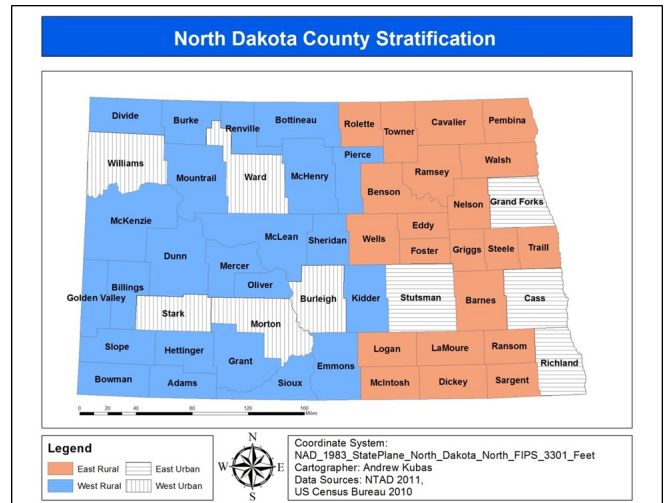 North Dakota County Stratification
Divide
Burke
Renville
Bottineau
Rolette
Towner
Cavalier
Pembina
Williams
Mountrail
Ward
McHenry
Pierce
Benson
Ramsey
Walsh
Nelson
Grand Forks
McKenzie
Dunn
McLean
Sheridan
Wells
Eddy
Foster
Griggs
Steele
Traill
Mercer
Oliver
Golden Valley
Billings
Stark
Morton
Burleigh
Kidder
Stutsman
Barnes
Cass
Slope
Hettinger
Grant
Emmons
Logan
LaMoure
Ransom
Richland
Bowman
Adams
Sioux
McIntosh
Dickey
Sargent
0 20 40 80 120 160
Miles
Legend
East Rural
East Urban
West Rural
West Urban
N
W E
S
Coordinate System:
NAD_1983_StatePlane_North_Dakota_North_FIPS_3301_Feet
Cartographer: Andrew Kubas
Data Sources: NTAD 2011,
US Census Bureau 2010